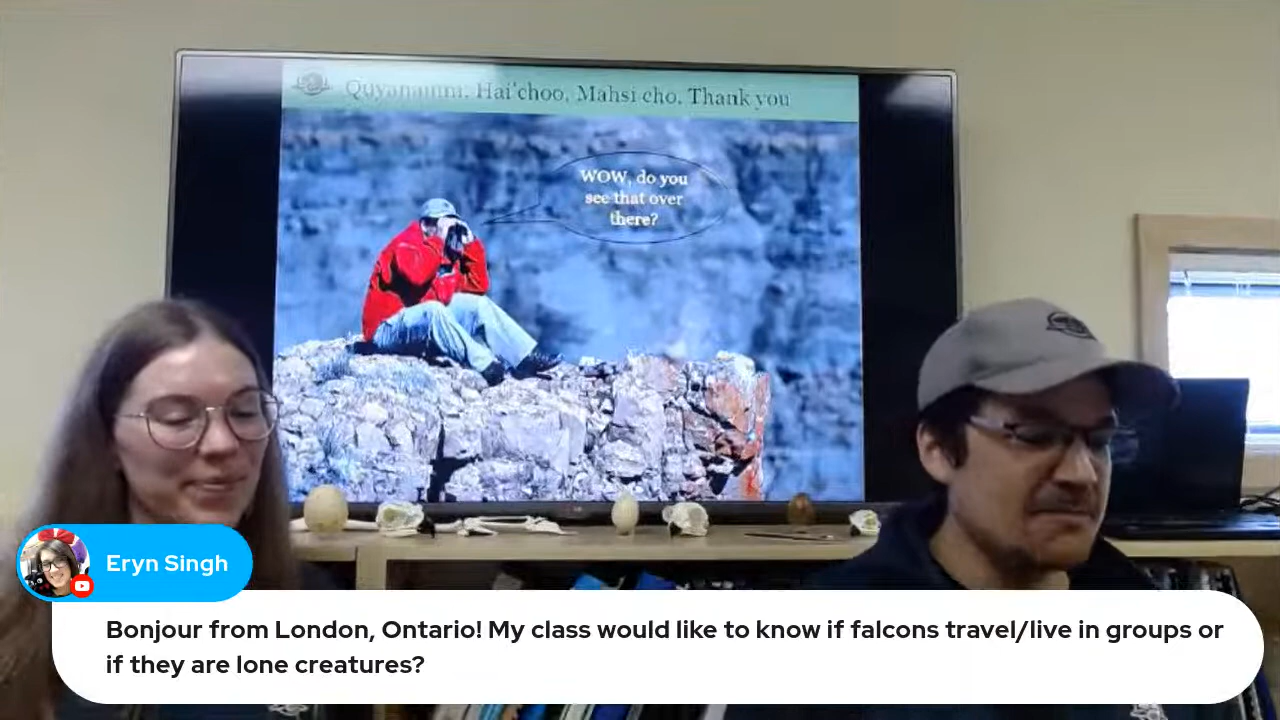 Quyanainni, Hai'choo, Mahsi cho, Thank you
WOW, do you
see that over
there?
Eryn Singh
Bonjour from London, Ontario! My class would like to know if falcons travel/live in groups or
if they are lone creatures?